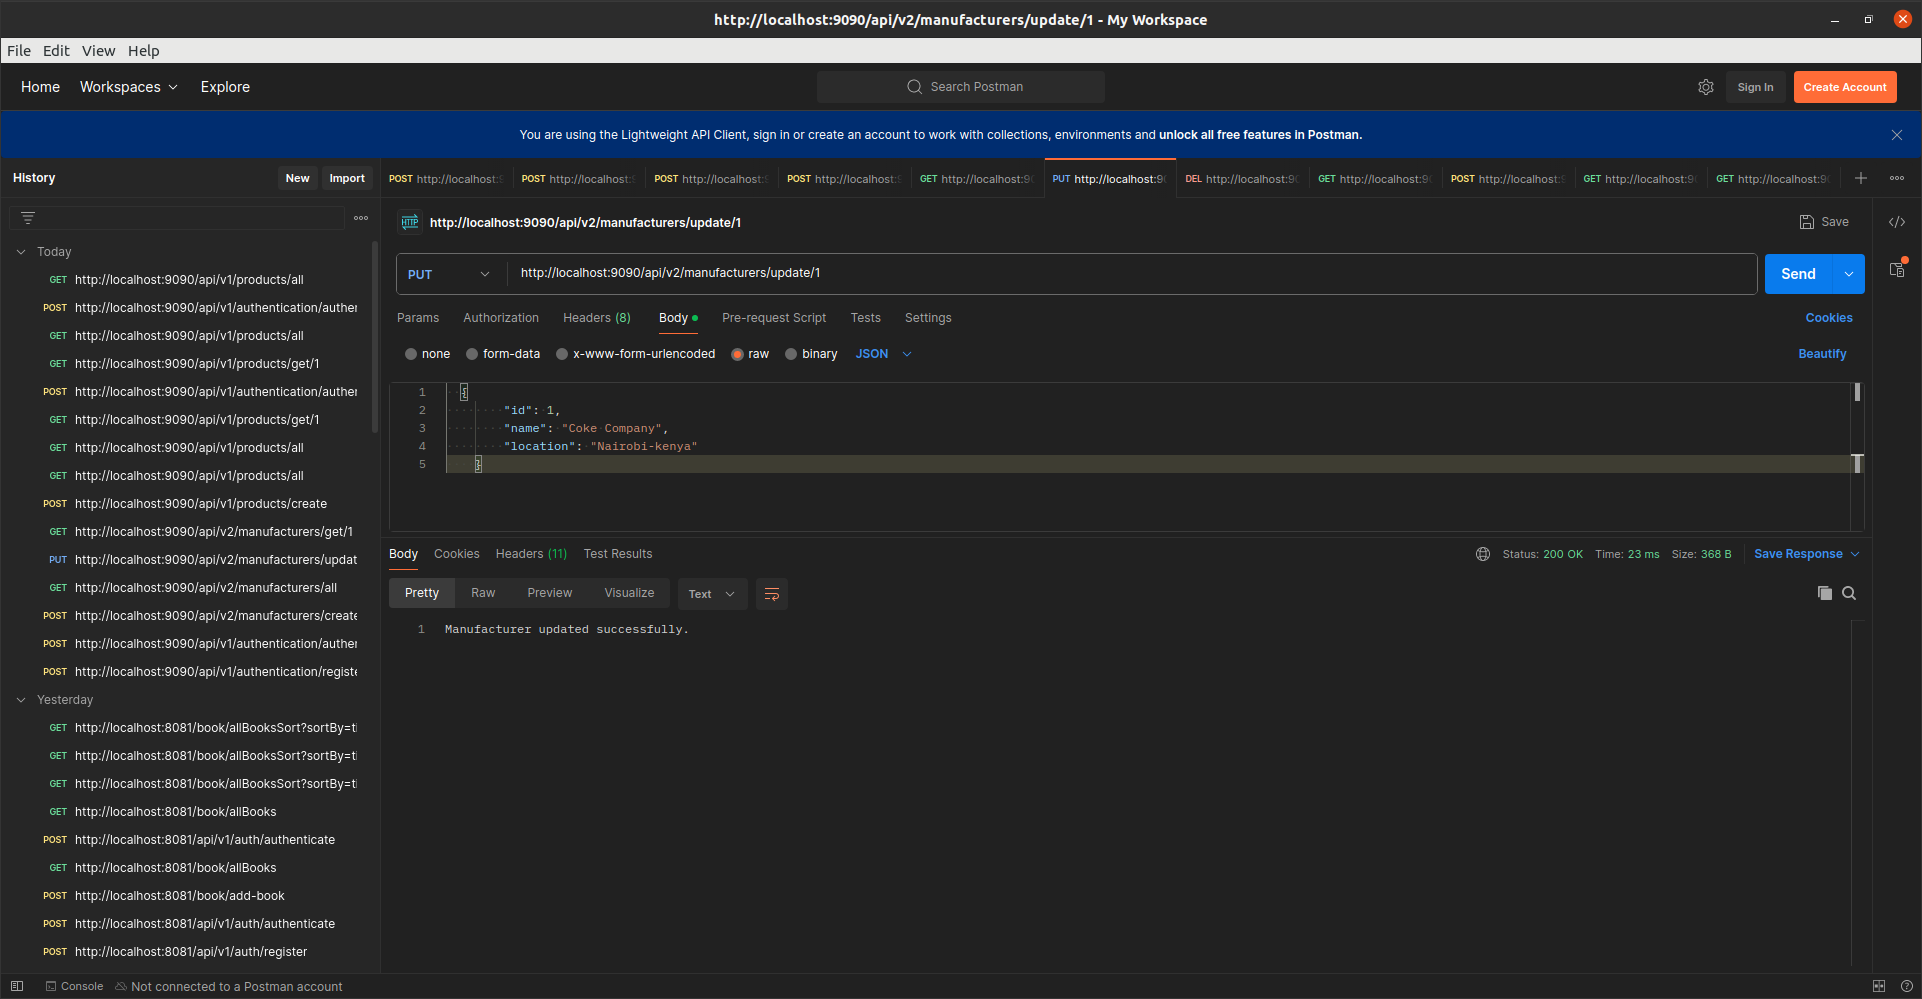 http://localhost:9090/api/v2/manufacturers/update/1 - My Workspace
File Edit View Help
Home Workspaces Explore Search Postman Sign In Create Account
You are using the Lightweight API Client, sign in or create an account to work with collections, environments and unlock all free features in Postman.
History New Import
POST http://localhost:9 POST http://localhost:9 POST http://localhost:9 POST http://localhost:9 GET http://localhost:90 PUT http://localhost:90 DEL http://localhost:90 GET http://localhost:90 POST http://localhost:9 GET http://localhost:90 GET http://localhost:90
Today
GET http://localhost:9090/api/v1/products/all
POST http://localhost:9090/api/v1/authentication/auther
GET http://localhost:9090/api/v1/products/all
GET http://localhost:9090/api/v1/products/get/1
POST http://localhost:9090/api/v1/authentication/auther
GET http://localhost:9090/api/v1/products/get/1
GET http://localhost:9090/api/v1/products/all
GET http://localhost:9090/api/v1/products/all
POST http://localhost:9090/api/v1/products/create
GET http://localhost:9090/api/v2/manufacturers/get/1
PUT http://localhost:9090/api/v2/manufacturers/updat
GET http://localhost:9090/api/v2/manufacturers/all
POST http://localhost:9090/api/v2/manufacturers/create
POST http://localhost:9090/api/v1/authentication/auther
POST http://localhost:9090/api/v1/authentication/registe
Yesterday
GET http://localhost:8081/book/allBooksSort?sortBy=ti
GET http://localhost:8081/book/allBooksSort?sortBy=ti
GET http://localhost:8081/book/allBooksSort?sortBy=ti
GET http://localhost:8081/book/allBooks
POST http://localhost:8081/api/v1/auth/authenticate
GET http://localhost:8081/book/allBooks
POST http://localhost:8081/book/add-book
POST http://localhost:8081/api/v1/auth/authenticate
POST http://localhost:8081/api/v1/auth/register
HTTP http://localhost:9090/api/v2/manufacturers/update/1 Save
PUT http://localhost:9090/api/v2/manufacturers/update/1 Send
Params Authorization Headers (8) Body Pre-request Script Tests Settings Cookies
none form-data x-www-form-urlencoded raw binary JSON Beautify
1 {
2 "id": 1,
3 "name": "Coke Company",
4 "location": "Nairobi-kenya"
5 }
Body Cookies Headers (11) Test Results Status: 200 OK Time: 23 ms Size: 368 B Save Response
Pretty Raw Preview Visualize Text
1 Manufacturer updated successfully.
Console Not connected to a Postman account